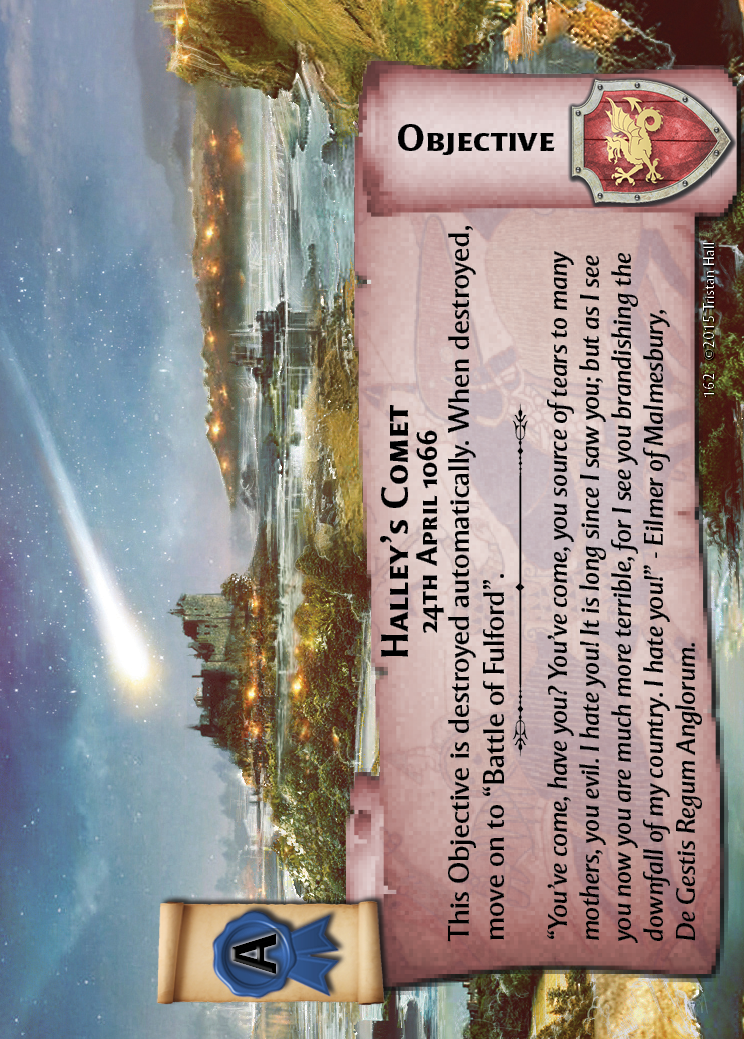 A
Halley's Comet
24th April 1066
This Objective is destroyed automatically. When destroyed,
move on to "Battle of Fulford".
"You've come, have you? You've come, you source of tears to many
mothers, you evil. I hate you! It is long since I saw you; but as I see
you now you are much more terrible, for I see you brandishing the
downfall of my country. I hate you!" - Eilmer of Malmesbury,
De Gestis Regum Anglorum.
Objective
162 · ©2015 Tristan Hall